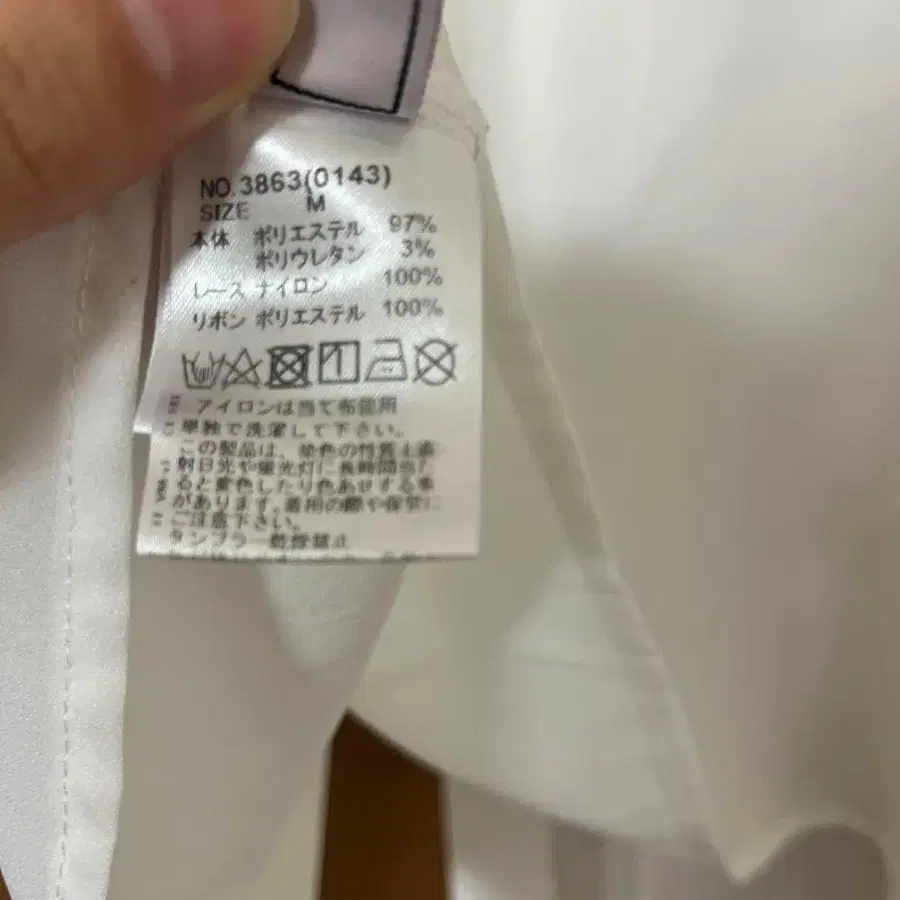 NO.3863(0143)
SIZE M
本体 ポリエステル 97%
ポリウレタン 3%
レース ナイロン 100%
リボン ポリエステル 100%
アイロンは当て布使用
単独で洗濯して下さい。
この製品は、染色の性質上直
射日光や蛍光灯に長時間当た
ると変色したり色あせする事
があります。着用の際や保管に
ご注意下さい。
タンブラー乾燥禁止